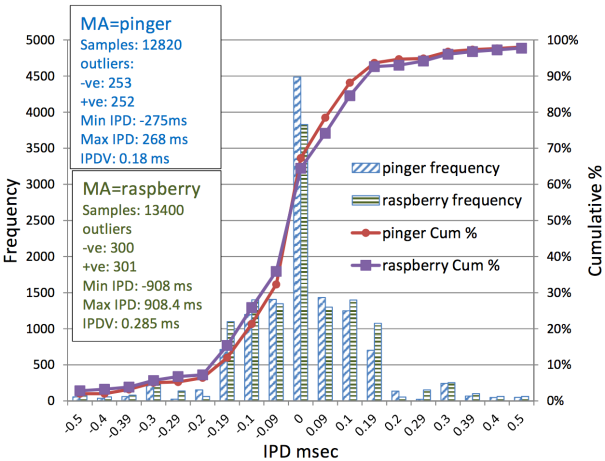 MA=pinger
Samples: 12820
outliers:
-ve: 253
+ve: 252
Min IPD: -275ms
Max IPD: 268 ms
IPDV: 0.18 ms
MA=raspberry
Samples: 13400
outliers
-ve: 300
+ve: 301
Min IPD: -908 ms
Max IPD: 908.4 ms
IPDV: 0.285 ms
Frequency
5000
4500
4000
3500
3000
2500
2000
1500
1000
500
0
pinger frequency
raspberry frequency
pinger Cum %
raspberry Cum %
100%
90%
80%
70%
60%
50%
40%
30%
20%
10%
0%
Cumulative %
-0.5
-0.4
-0.39
-0.3
-0.29
-0.2
-0.19
-0.1
-0.09
0
0.09
0.1
0.19
0.2
0.29
0.3
0.39
0.4
0.5
IPD msec